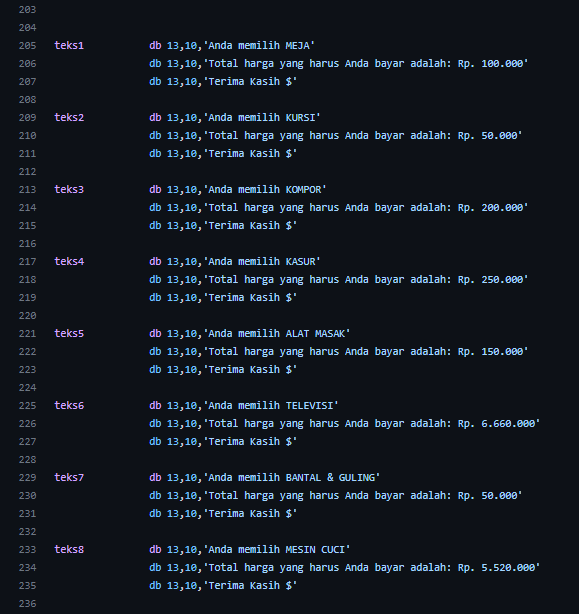 203
204
205 teks1 db 13,10,'Anda memilih MEJA'
206 db 13,10,'Total harga yang harus Anda bayar adalah: Rp. 100.000'
207 db 13,10,'Terima Kasih $'
208
209 teks2 db 13,10,'Anda memilih KURSI'
210 db 13,10,'Total harga yang harus Anda bayar adalah: Rp. 50.000'
211 db 13,10,'Terima Kasih $'
212
213 teks3 db 13,10,'Anda memilih KOMPOR'
214 db 13,10,'Total harga yang harus Anda bayar adalah: Rp. 200.000'
215 db 13,10,'Terima Kasih $'
216
217 teks4 db 13,10,'Anda memilih KASUR'
218 db 13,10,'Total harga yang harus Anda bayar adalah: Rp. 250.000'
219 db 13,10,'Terima Kasih $'
220
221 teks5 db 13,10,'Anda memilih ALAT MASAK'
222 db 13,10,'Total harga yang harus Anda bayar adalah: Rp. 150.000'
223 db 13,10,'Terima Kasih $'
224
225 teks6 db 13,10,'Anda memilih TELEVISI'
226 db 13,10,'Total harga yang harus Anda bayar adalah: Rp. 6.660.000'
227 db 13,10,'Terima Kasih $'
228
229 teks7 db 13,10,'Anda memilih BANTAL & GULING'
230 db 13,10,'Total harga yang harus Anda bayar adalah: Rp. 50.000'
231 db 13,10,'Terima Kasih $'
232
233 teks8 db 13,10,'Anda memilih MESIN CUCI'
234 db 13,10,'Total harga yang harus Anda bayar adalah: Rp. 5.520.000'
235 db 13,10,'Terima Kasih $'
236